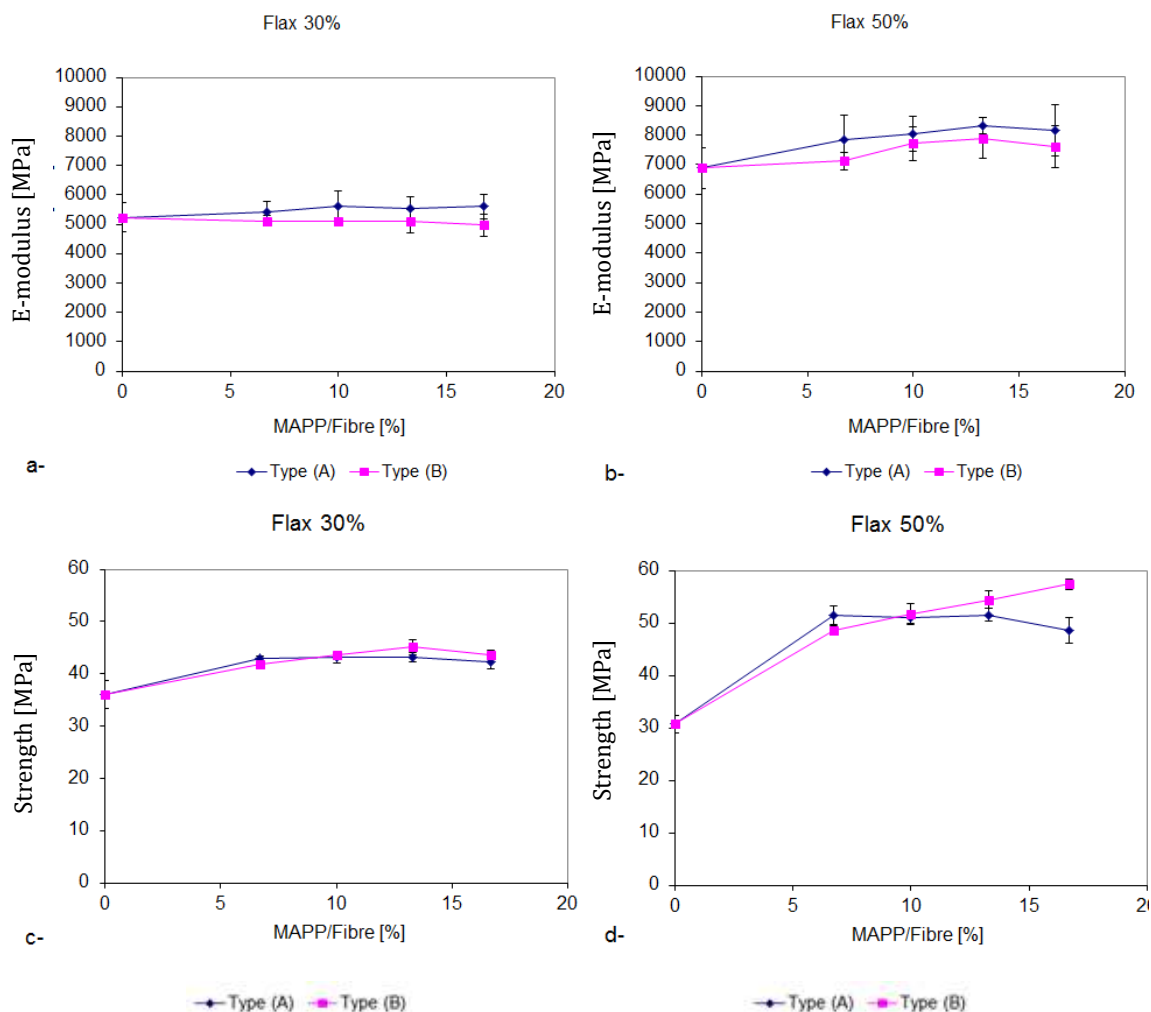 Flax 30%
10000
9000
8000
7000
6000
5000
4000
3000
2000
1000
0
E-modulus [MPa]
0 5 10 15 20
MAPP/Fibre [%]
a-
Type (A) Type (B)
Flax 50%
10000
9000
8000
7000
6000
5000
4000
3000
2000
1000
0
E-modulus [MPa]
0 5 10 15 20
MAPP/Fibre [%]
b-
Type (A) Type (B)
Flax 30%
60
50
40
30
20
10
0
Strength [MPa]
0 5 10 15 20
MAPP/Fibre [%]
c-
Type (A) Type (B)
Flax 50%
60
50
40
30
20
10
0
Strength [MPa]
0 5 10 15 20
MAPP/Fibre [%]
d-
Type (A) Type (B)